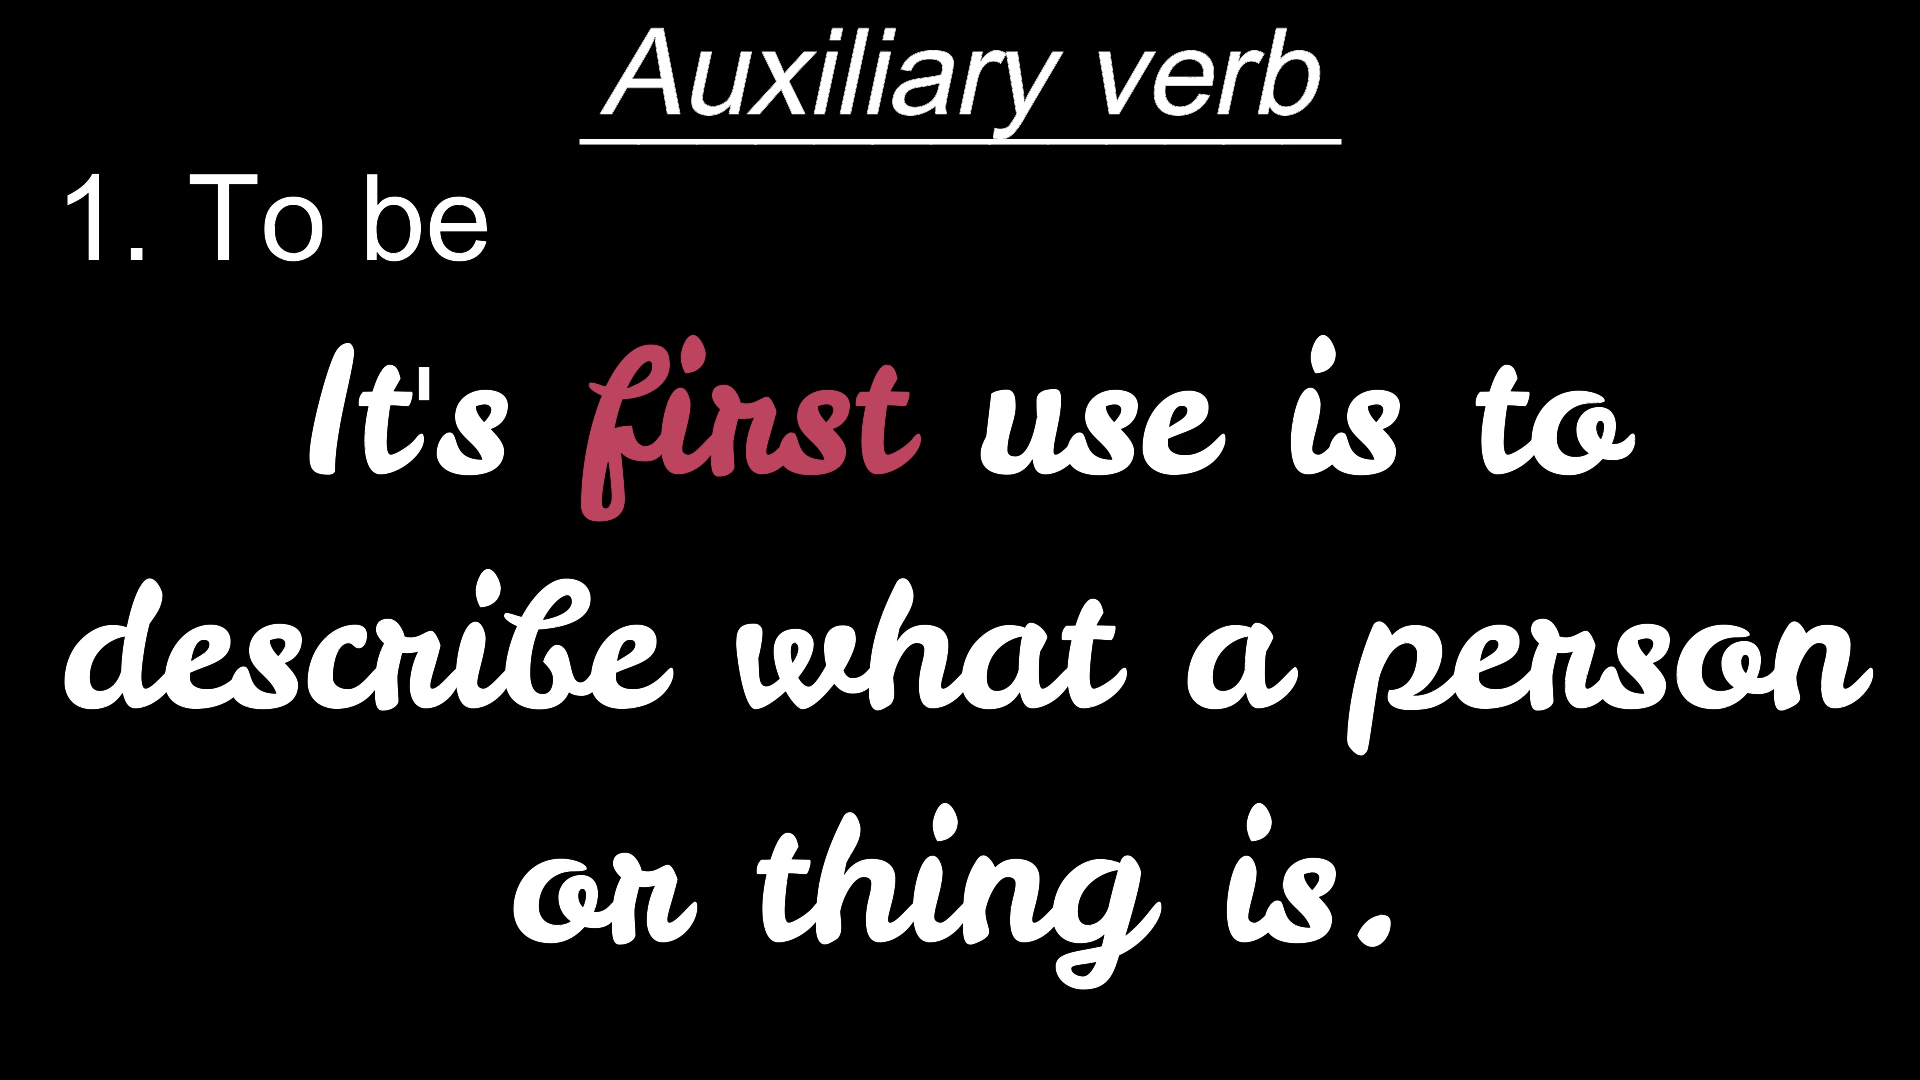 Auxiliary verb
1. To be
It's first use is to
describe what a person
or thing is.